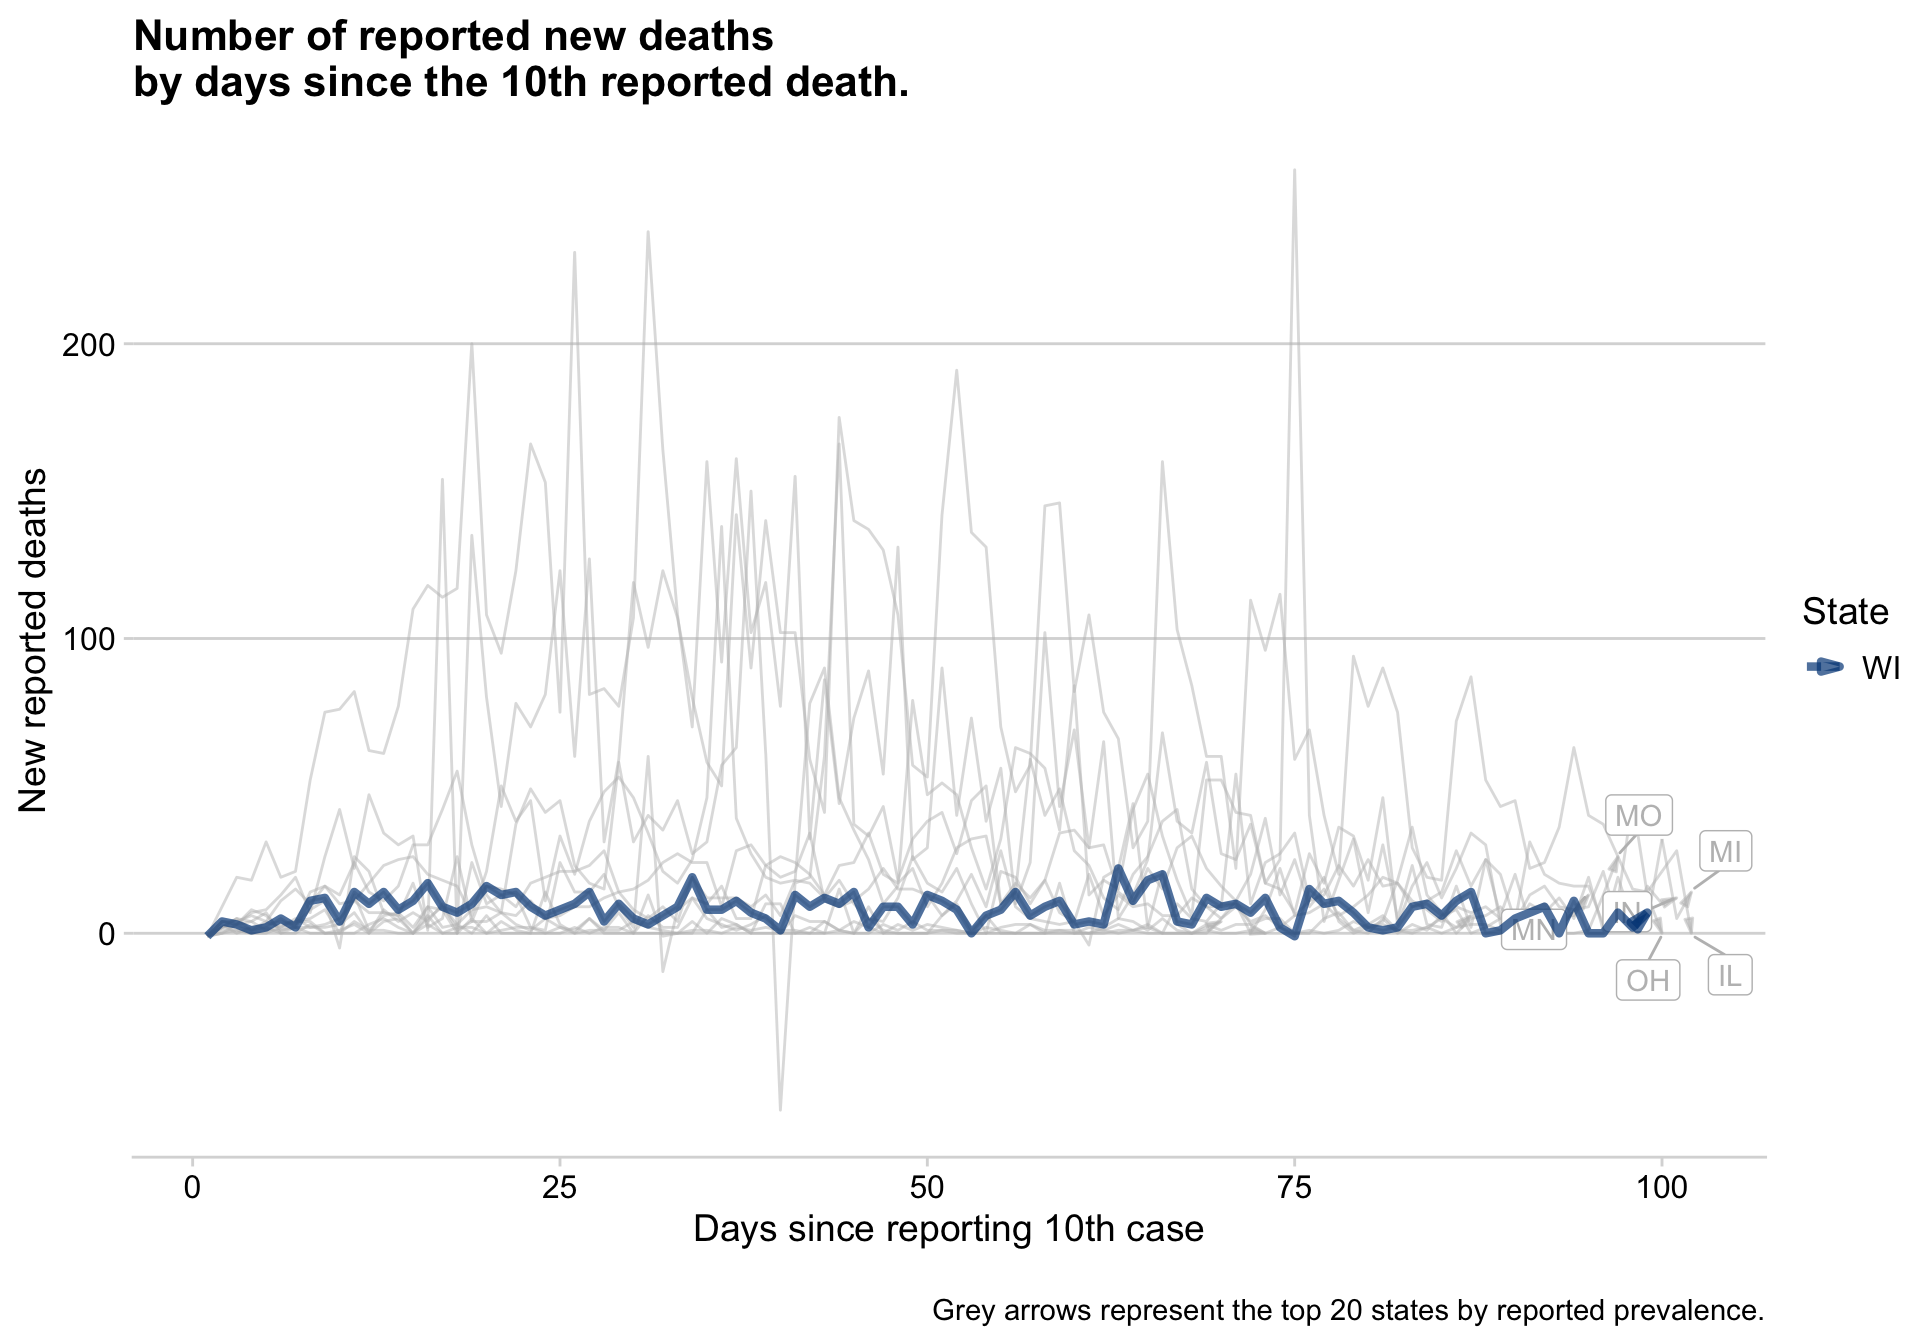 Number of reported new deaths
by days since the 10th reported death.
New reported deaths
200
100
0
MO
MI
IN
MN
OH
IL
State
WI
0
25
50
75
100
Days since reporting 10th case
Grey arrows represent the top 20 states by reported prevalence.